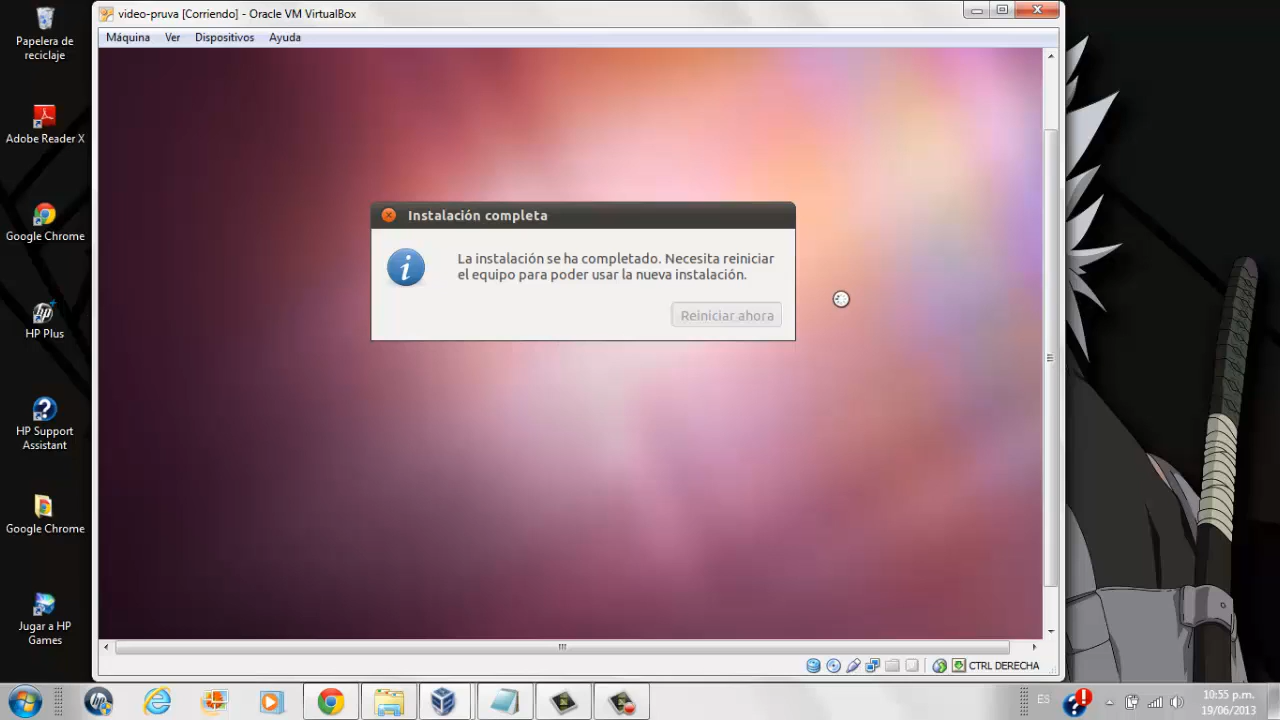 video-pruva [Corriendo] - Oracle VM VirtualBox
Máquina Ver Dispositivos Ayuda
Papelera de
reciclaje
Adobe Reader X
Google Chrome
HP Plus
HP Support
Assistant
Google Chrome
Jugar a HP
Games
Instalación completa
La instalación se ha completado. Necesita reiniciar
el equipo para poder usar la nueva instalación.
Reiniciar ahora
CTRL DERECHA
ES
10:55 p.m.
19/06/2013